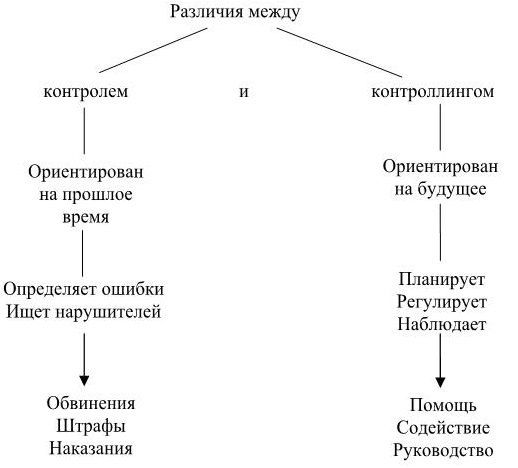 Различия между
контролем и контроллингом
Ориентирован
на прошлое
время
Ориентирован
на будущее
Определяет ошибки
Ищет нарушителей
Планирует
Регулирует
Наблюдает
Обвинения
Штрафы
Наказания
Помощь
Содействие
Руководство